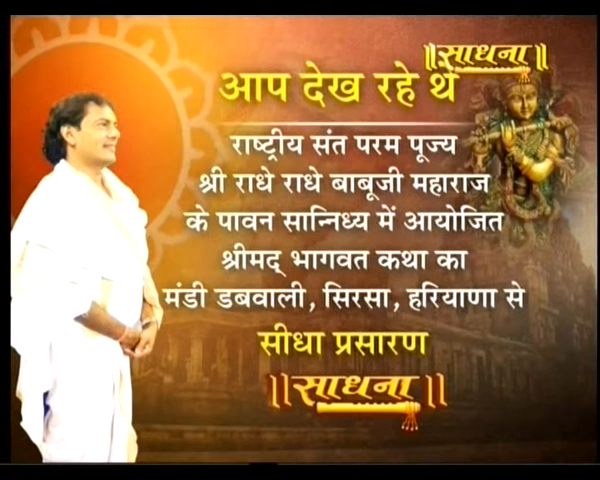 ॥साधना॥
आप देख रहे थे
राष्ट्रीय संत परम पूज्य
श्री राधे राधे बाबूजी महाराज
के पावन सान्निध्य में आयोजित
श्रीमद् भागवत कथा का
मंडी डबवाली, सिरसा, हरियाणा से
सीधा प्रसारण
॥साधना॥